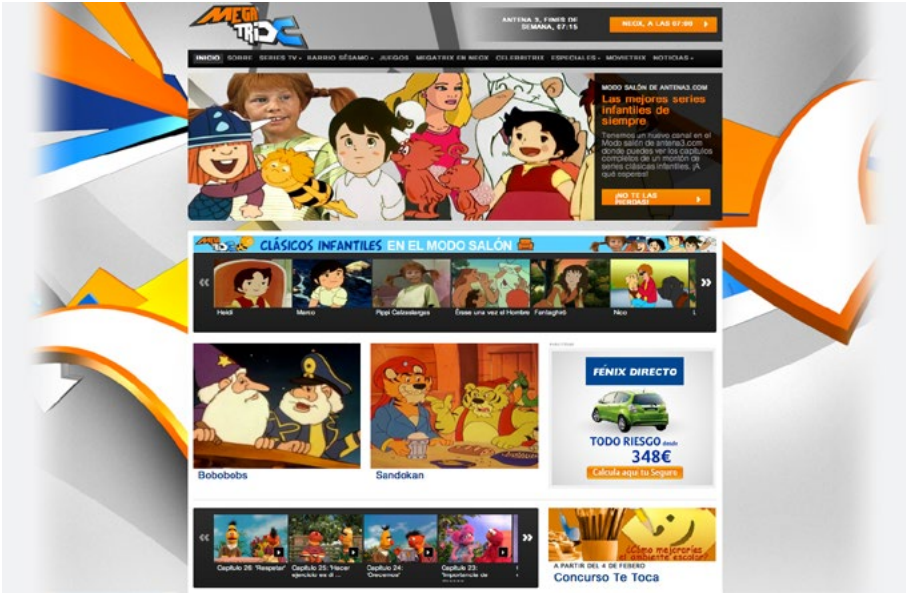 MEGA
TRIX
ANTENA 3, FINES DE
SEMANA, 07:15
NEOX, A LAS 07:00
INICIO SOBRE SERIES TV BARRIO SÉSAMO JUEGOS MEGATRIX EN NEOX CELEBRITRIX ESPECIALES MOVIETRIX NOTICIAS
MODO SALÓN DE ANTENA3.COM
Las mejores series
infantiles de
siempre
Tenemos un nuevo canal en el
Modo salón de antena3.com
donde puedes ver los capítulos
completos de un montón de
series clásicas infantiles. ¡A
qué esperas!
¡NO TE LAS
PIERDAS!
CLÁSICOS INFANTILES EN EL MODO SALÓN
Heidi
Marco
Pippi Calzaslargas
Érase una vez el Hombre
Fantaghiró
Nico
L
Bobobobs
Sandokan
FÉNIX DIRECTO
TODO RIESGO desde
348€
Calcula aquí tu Seguro
Capítulo 26: 'Respetar'
Capítulo 25: 'Hacer
ejercicio es di ...
Capítulo 24:
'Crecemos'
Capítulo 23:
'Importancia de
¿Cómo mejorarías
el ambiente escolar?
A PARTIR DEL 4 DE FEBERO
Concurso Te Toca